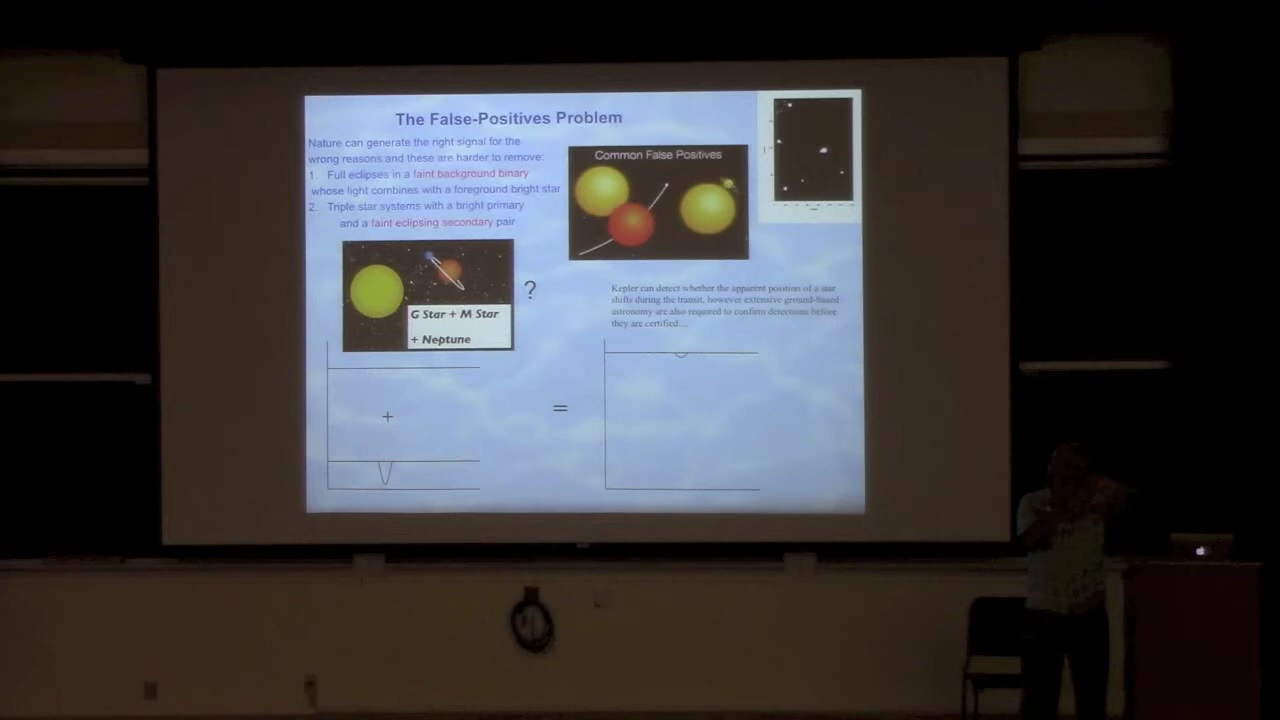 The False-Positives Problem
Nature can generate the right signal for the
wrong reasons and these are harder to remove:
1. Full eclipses in a faint background binary
whose light combines with a foreground bright star
2. Triple star systems with a bright primary
and a faint eclipsing secondary pair
Common False Positives
G Star + M Star
+ Neptune
?
Kepler can detect whether the apparent position of a star
shifts during the transit, however extensive ground-based
astronomy are also required to confirm detections before
they are certified....
+
=